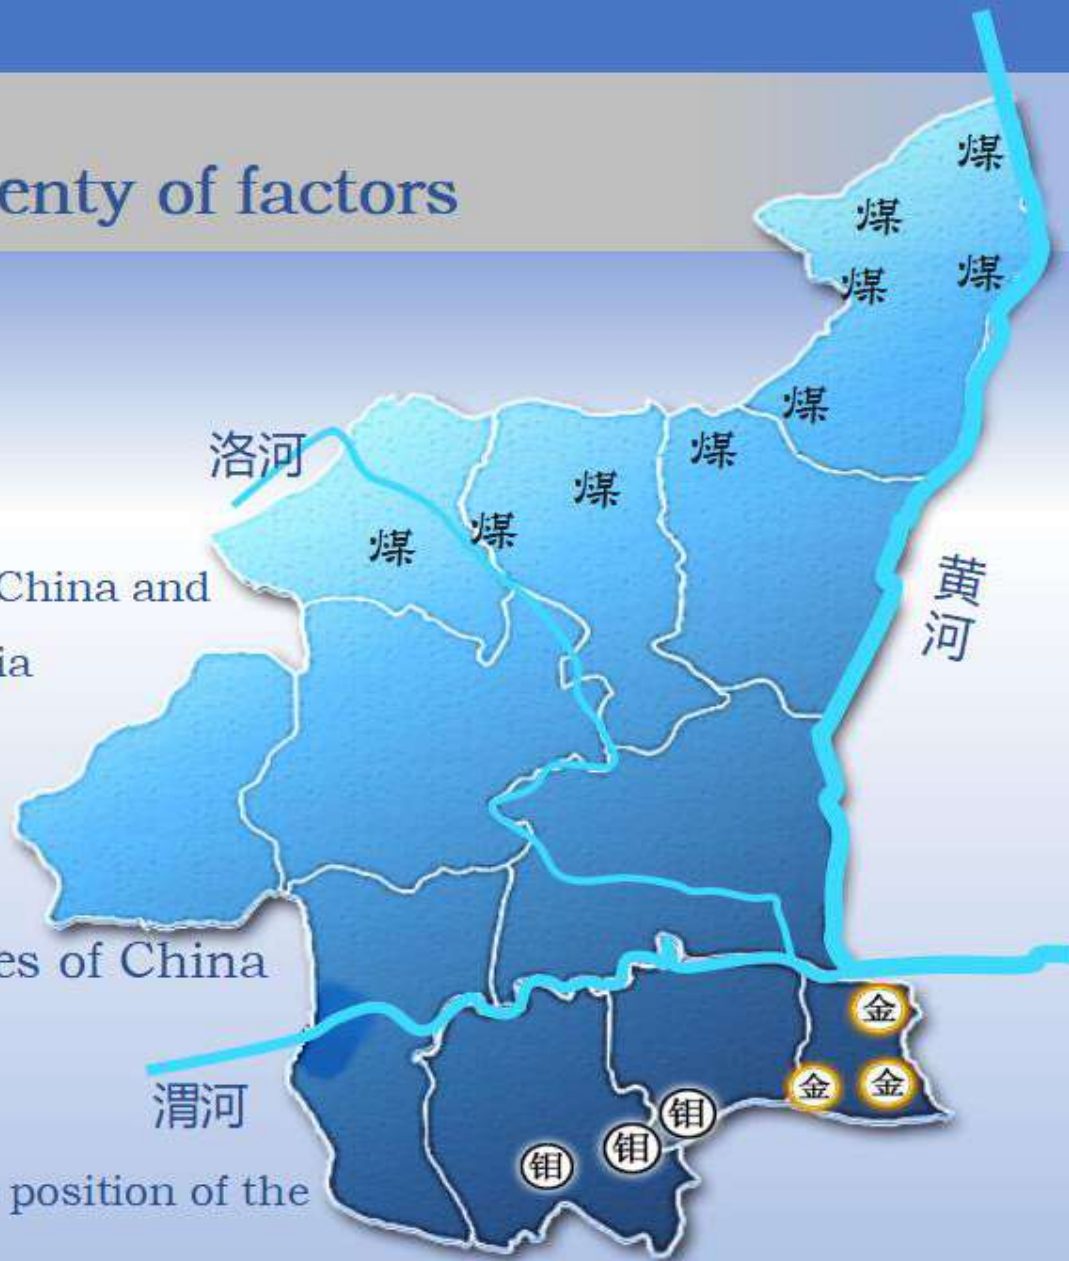 enty of factors
煤
煤
煤
煤
煤
煤
洛河
煤
煤
煤
黄河
China and
ia
es of China
金
金
金
渭河
钼
钼
钼
position of the